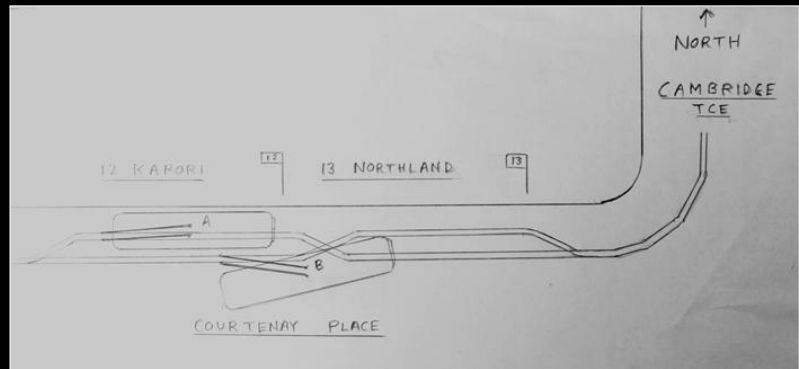 ↑
NORTH
CAMBRIDGE
TCE
12 13
12 KARORI 13 NORTHLAND
A
B
COURTENAY PLACE